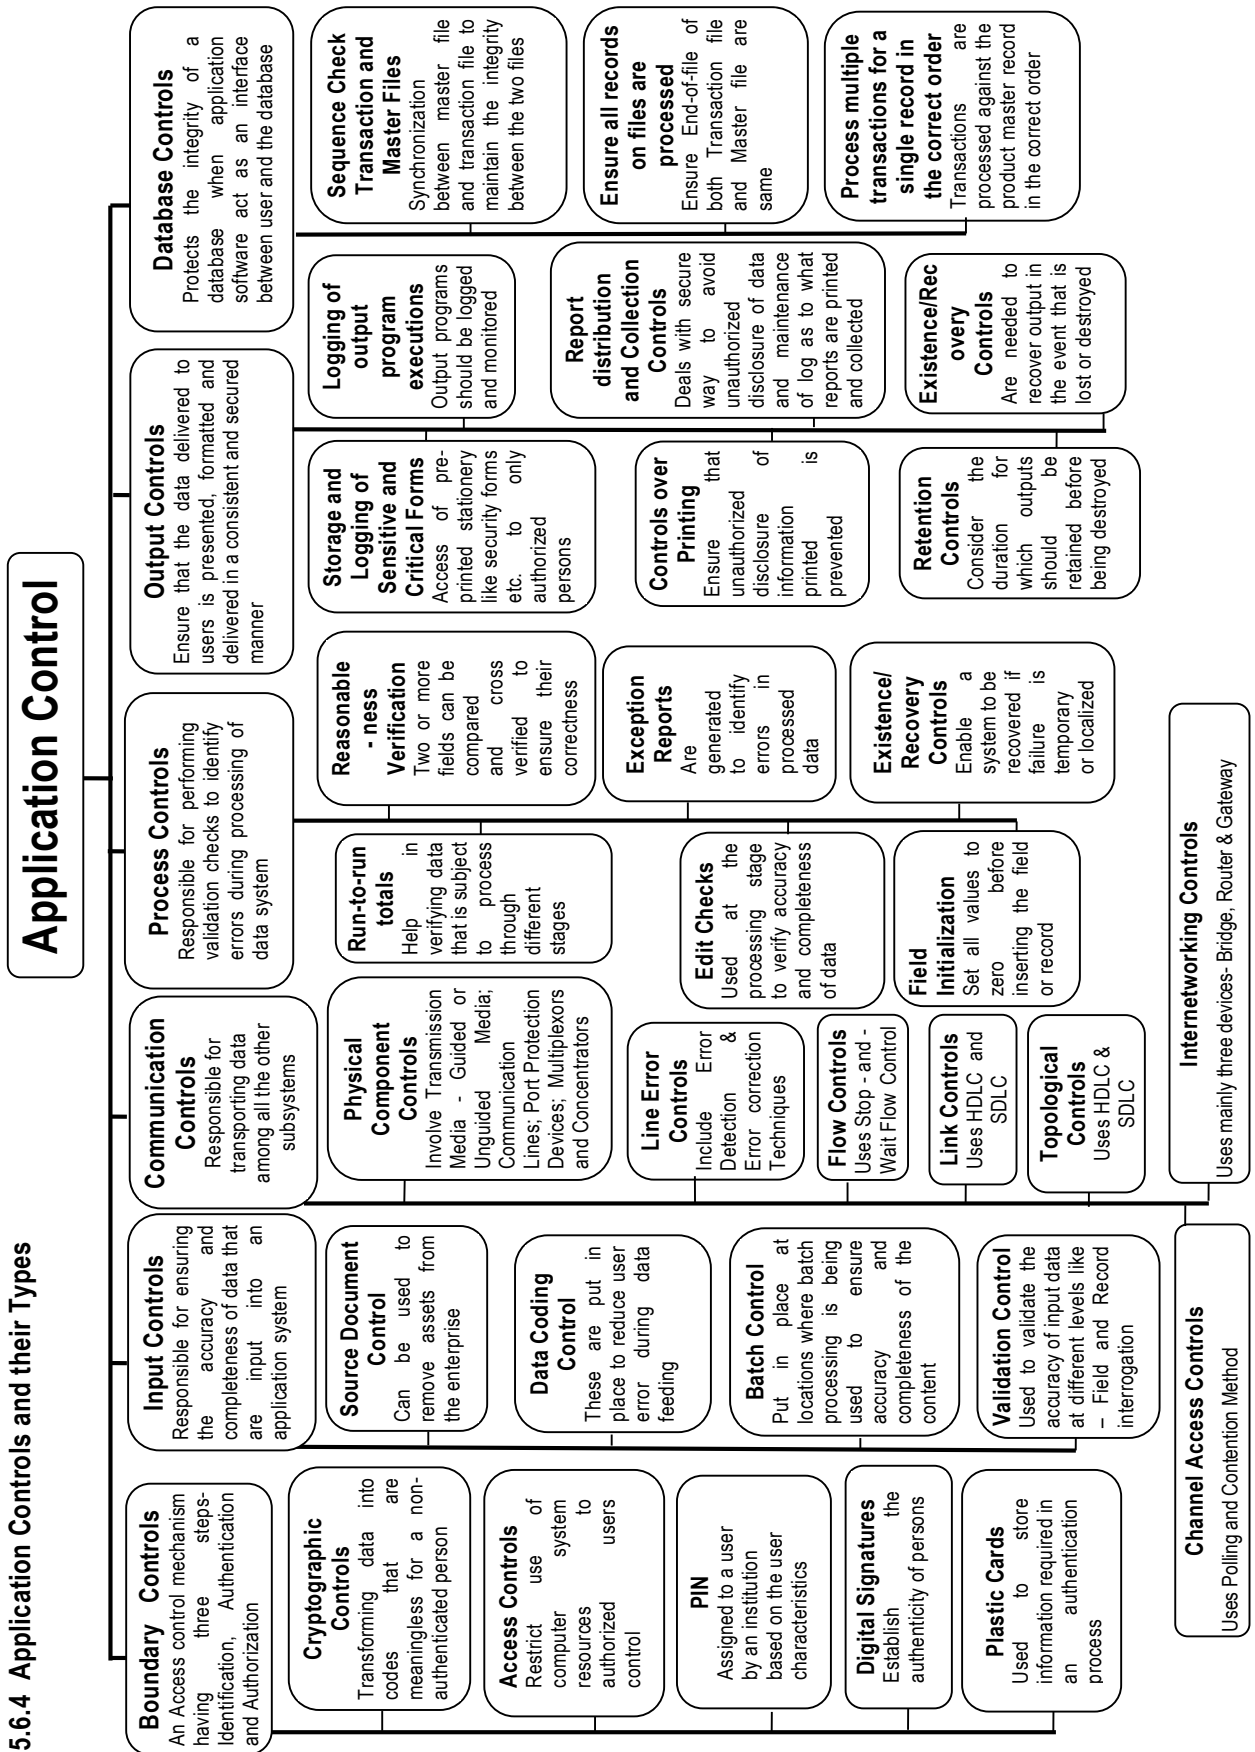 5.6.4 Application Controls and their Types
Application Control
Boundary Controls
An Access control mechanism
having three steps-
Identification, Authentication
and Authorization
Cryptographic
Controls
Transforming data into
codes that are
meaningless for a non-
authenticated person
Access Controls
Restrict use of
computer system
resources to
authorized users
control
PIN
Assigned to a user
by an institution
based on the user
characteristics
Digital Signatures
Establish the
authenticity of persons
Plastic Cards
Used to store
information required in
an authentication
process
Input Controls
Responsible for ensuring
the accuracy and
completeness of data that
are input into an
application system
Source Document
Control
Can be used to
remove assets from
the enterprise
Data Coding
Control
These are put in
place to reduce user
error during data
feeding
Batch Control
Put in place at
locations where batch
processing is being
used to ensure
accuracy and
completeness of the
content
Validation Control
Used to validate the
accuracy of input data
at different levels like
– Field and Record
interrogation
Communication
Controls
Responsible for
transporting data
among all the other
subsystems
Physical
Component
Controls
Involve Transmission
Media - Guided or
Unguided Media;
Communication
Lines; Port Protection
Devices; Multiplexors
and Concentrators
Line Error
Controls
Include Error
Detection &
Error correction
Techniques
Flow Controls
Uses Stop - and -
Wait Flow Control
Link Controls
Uses HDLC and
SDLC
Topological
Controls
Uses HDLC &
SDLC
Channel Access Controls
Uses Polling and Contention Method
Internetworking Controls
Uses mainly three devices- Bridge, Router & Gateway
Process Controls
Responsible for performing
validation checks to identify
errors during processing of
data system
Run-to-run
totals
Help in
verifying data
that is subject
to process
through
different
stages
Reasonable
- ness
Verification
Two or more
fields can be
compared
and cross
verified to
ensure their
correctness
Edit Checks
Used at the
processing stage
to verify accuracy
and completeness
of data
Exception
Reports
Are
generated
to identify
errors in
processed
data
Field
Initialization
Set all values to
zero before
inserting the field
or record
Existence/
Recovery
Controls
Enable a
system to be
recovered if
failure is
temporary
or localized
Output Controls
Ensure that the data delivered to
users is presented, formatted and
delivered in a consistent and secured
manner
Storage and
Logging of
Sensitive and
Critical Forms
Access of pre-
printed stationery
like security forms
etc. to only
authorized
persons
Logging of
output
program
executions
Output programs
should be logged
and monitored
Controls over
Printing
Ensure that
unauthorized
disclosure of
information
printed is
prevented
Report
distribution
and Collection
Controls
Deals with secure
way to avoid
unauthorized
disclosure of data
and maintenance
of log as to what
reports are printed
and collected
Retention
Controls
Consider the
duration for
which outputs
should be
retained before
being destroyed
Existence/Rec
overy
Controls
Are needed to
recover output in
the event that is
lost or destroyed
Database Controls
Protects the integrity of a
database when application
software act as an interface
between user and the database
Sequence Check
Transaction and
Master Files
Synchronization
between master file
and transaction file to
maintain the integrity
between the two files
Ensure all records
on files are
processed
Ensure End-of-file of
both Transaction file
and Master file are
same
Process multiple
transactions for a
single record in
the correct order
Transactions are
processed against the
product master record
in the correct order